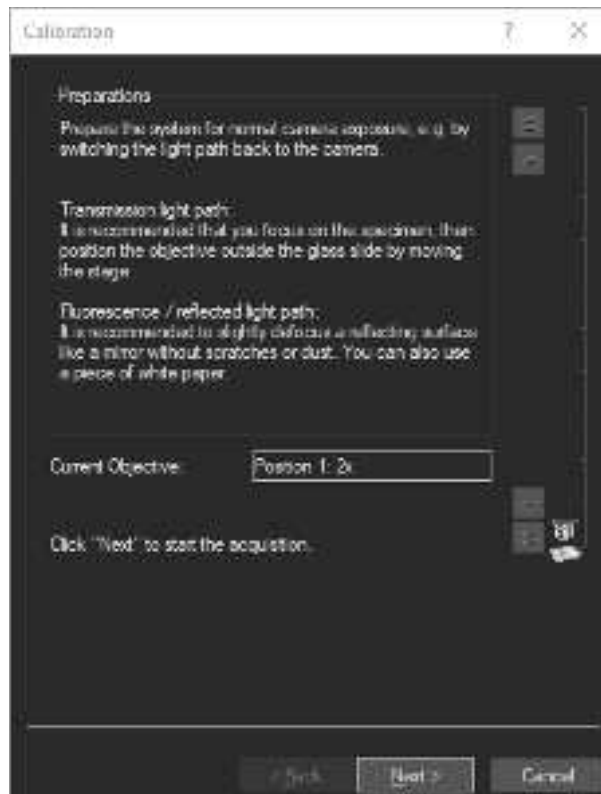 Calibration
?
Preparations
Prepare the system for normal camera exposure, e.g. by
switching the light path back to the camera.
Transmission light path:
It is recommended that you focus on the specimen, then
position the objective outside the glass slide by moving
the stage.
Fluorescence / reflected light path:
It is recommended to slightly defocus a reflecting surface
like a mirror without scratches or dust. You can also use
a piece of white paper.
Current Objective:
Position 1: 2x
Click "Next" to start the acquisition.
< Back
Next >
Cancel